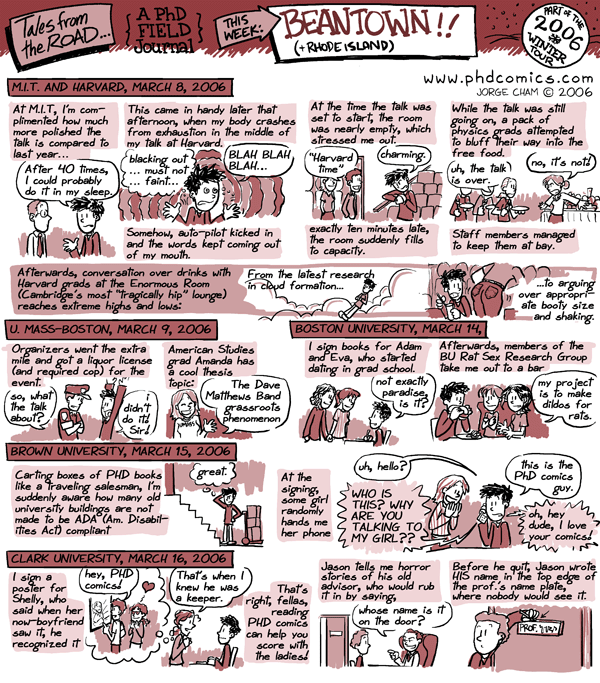 Tales from
the ROAD...
A PhD
FIELD
Journal
THIS
WEEK:
BEANTOWN!!
(+RHODE ISLAND)
PART OF THE
2006
WINTER
TOUR
www.phdcomics.com
JORGE CHAM © 2006
M.I.T. AND HARVARD, MARCH 8, 2006
At M.I.T., I'm com-
plimented how much
more polished the
talk is compared to
last year...
After 40 times,
I could probably
do it in my sleep.
This came in handy later that
afternoon, when my body crashes
from exhaustion in the middle of
my talk at Harvard.
blacking out
... must not
... faint...
BLAH BLAH
BLAH...
Somehow, auto-pilot kicked in
and the words kept coming out
of my mouth.
At the time the talk was
set to start, the room
was nearly empty, which
stressed me out.
"Harvard
time"
charming.
exactly ten minutes late,
the room suddenly fills
to capacity.
While the talk was still
going on, a pack of
physics grads attempted
to bluff their way into the
free food.
uh, the talk
is over.
no, it's not!
Staff members managed
to keep them at bay.
Afterwards, conversation over drinks with
Harvard grads at the Enormous Room
(Cambridge's most "tragically hip" lounge)
reaches extreme highs and lows:
From the latest research
in cloud formation...
...to arguing
over appropri-
ate booty size
and shaking.
U. MASS-BOSTON, MARCH 9, 2006
Organizers went the extra
mile and got a liquor license
(and required cop) for the
event.
so, what
the talk
about?
i
didn't
do it!
Sir!
American Studies
grad Amanda has
a cool thesis
topic:
The Dave
Matthews Band
grassroots
phenomenon
BOSTON UNIVERSITY, MARCH 14,
I sign books for Adam
and Eva, who started
dating in grad school.
not exactly
paradise,
is it?
Afterwards, members of the
BU Rat Sex Research Group
take me out to a bar
my project
is to make
dildos for
rats.
BROWN UNIVERSITY, MARCH 15, 2006
Carting boxes of PHD books
like a traveling salesman, I'm
suddenly aware how many old
university buildings are not
made to be ADA (Am. Disabil-
ities Act) compliant
great.
At the
signing,
some girl
randomly
hands me
her phone
uh, hello?
WHO IS
THIS? WHY
ARE YOU
TALKING TO
MY GIRL??
this is the
PhD comics
guy.
oh, hey
dude, I
love your
comics!
CLARK UNIVERSITY, MARCH 16, 2006
I sign a
poster for
Shelly, who
said when her
now-boyfriend
saw it, he
recognized it
hey, PHD
comics!
That's when I
knew he was
a keeper.
That's
right, fellas,
reading
PHD comics
can help you
score with
the ladies!
Jason tells me horror
stories of his old
advisor, who would rub
it in by saying,
whose name is it
on the door?
Before he quit, Jason wrote
HIS name in the top edge of
the prof.'s name plate,
where nobody would see it.
PROF.